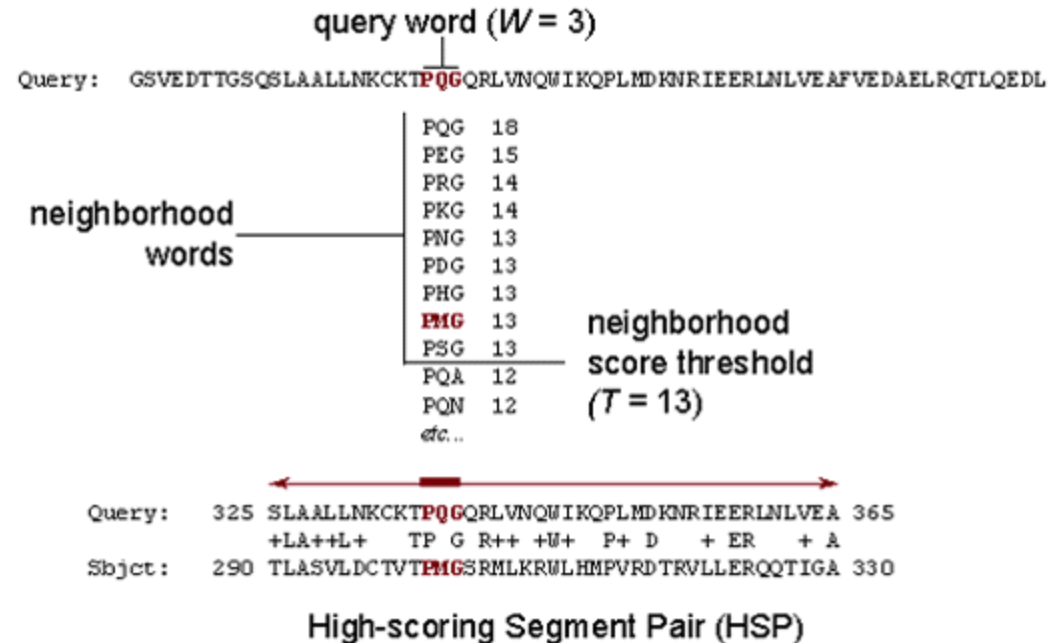 query word (W = 3)
Query: GSVEDTTGSQSLAALLNKCKTPQGQRLVNQWIKQPLMDKNRIEERLNLVEAFVEDAELRQTLQEDL
PQG 18
PEG 15
PRG 14
PKG 14
PNG 13
PDG 13
PHG 13
PMG 13
PSG 13
PQA 12
PQN 12
etc...
neighborhood
words
neighborhood
score threshold
(T = 13)
Query: 325 SLAALLNKCKTPQGQRLVNQWIKQPLMDKNRIEERLNLVEA 365
+LA++L+ TP G R++ +W+ P+ D + ER + A
Sbjct: 290 TLASVLDCTVTPMGSRMLKRWLHMPVRDTRVLLERQQTIGA 330
High-scoring Segment Pair (HSP)